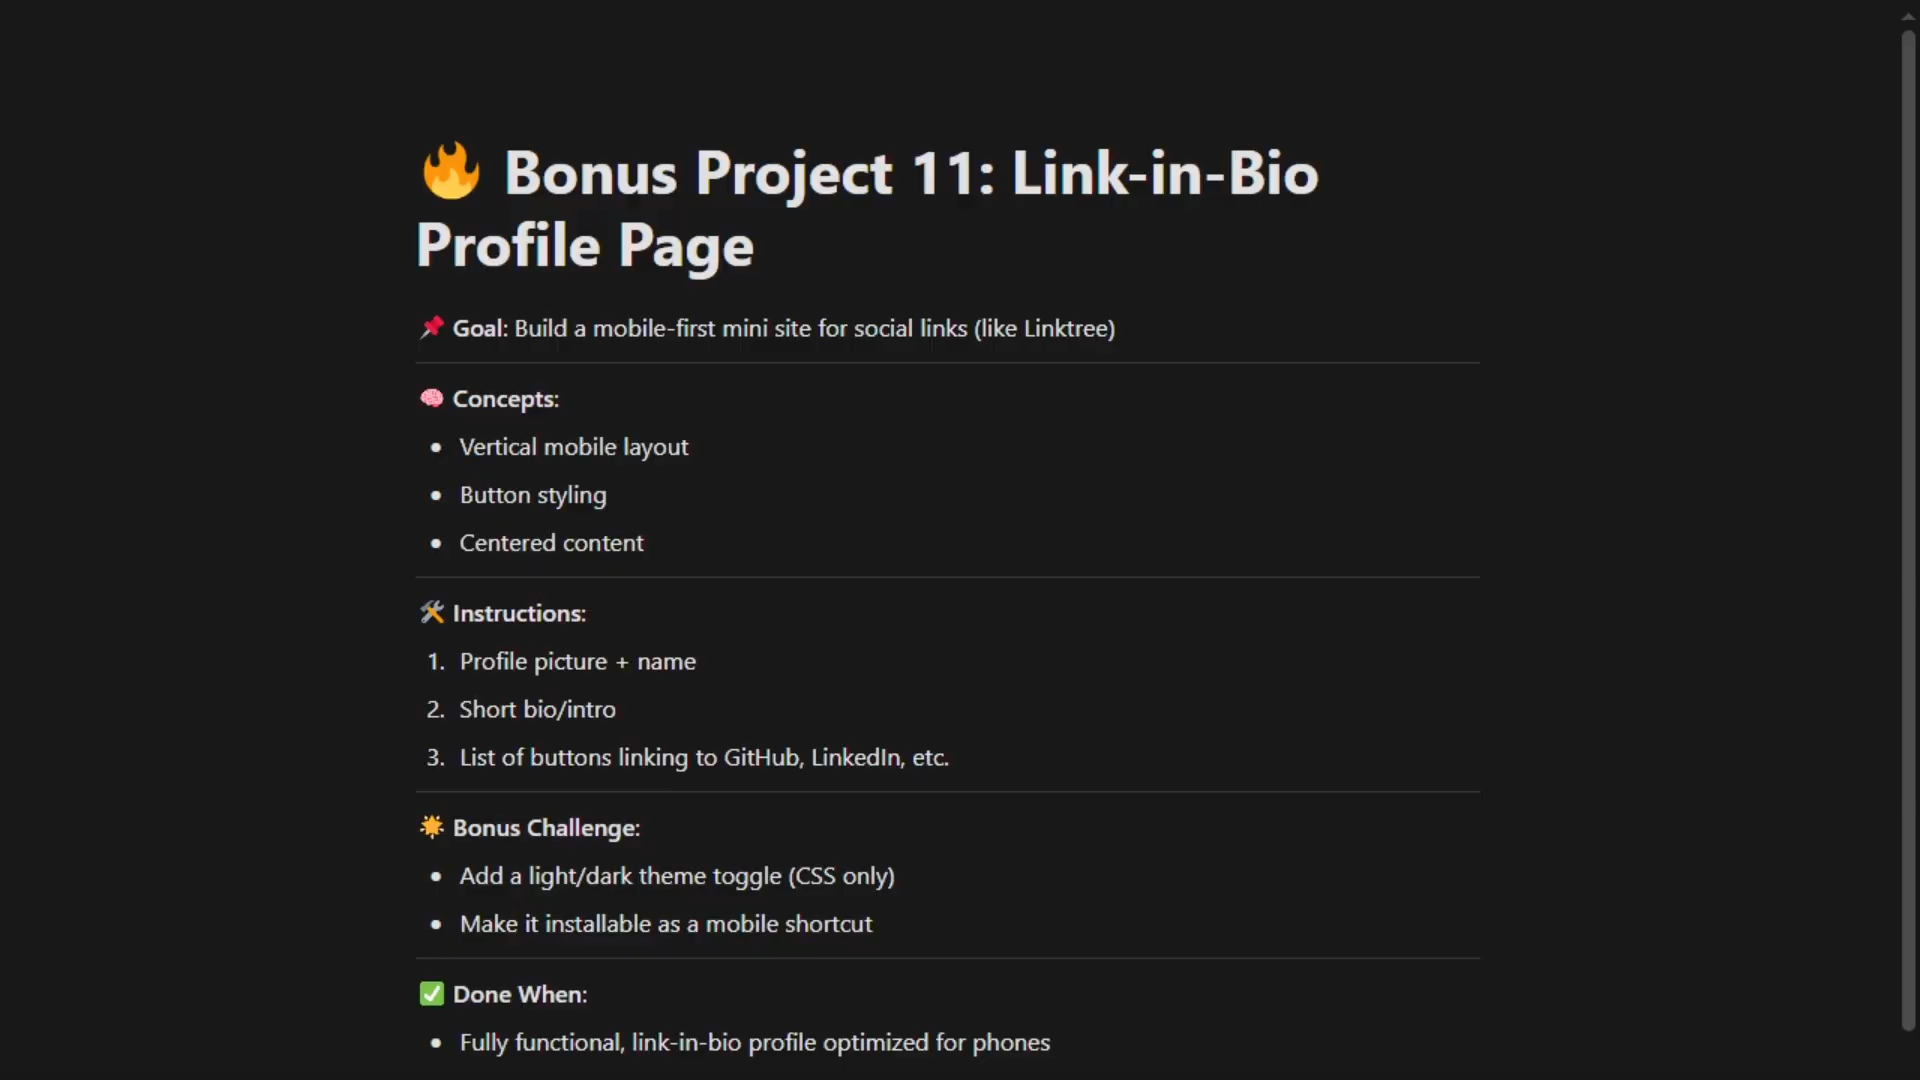 🔥 Bonus Project 11: Link-in-Bio
Profile Page
📌 Goal: Build a mobile-first mini site for social links (like Linktree)
🧠 Concepts:
• Vertical mobile layout
• Button styling
• Centered content
🛠️ Instructions:
1. Profile picture + name
2. Short bio/intro
3. List of buttons linking to GitHub, LinkedIn, etc.
🌟 Bonus Challenge:
• Add a light/dark theme toggle (CSS only)
• Make it installable as a mobile shortcut
✅ Done When:
• Fully functional, link-in-bio profile optimized for phones